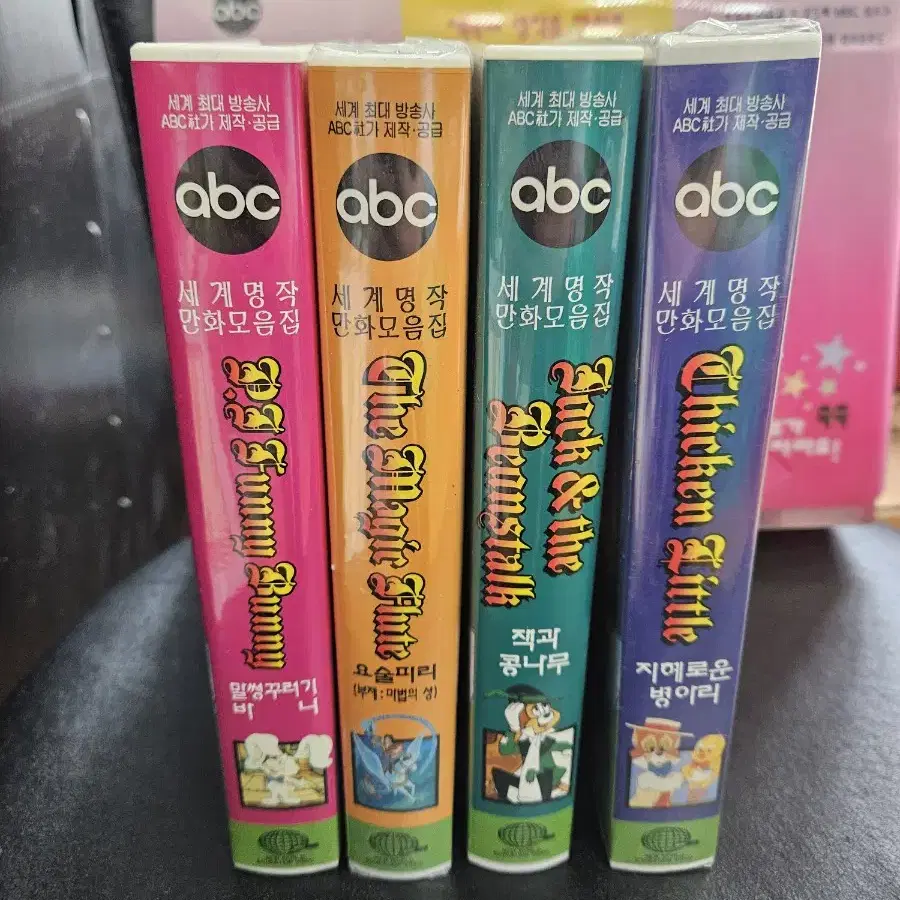 abc
세계 최대 방송사
ABC社가 제작·공급
abc
세계명작
만화모음집
P.J Funny Bunny
말썽꾸러기
바니
세계 최대 방송사
ABC社가 제작·공급
abc
세계명작
만화모음집
The Magic Flute
요술피리
(부제 : 마법의 성)
세계 최대 방송사
ABC社가 제작·공급
abc
세계명작
만화모음집
Jack & the
Beanstalk
잭과
콩나무
세계 최대 방송사
ABC社가 제작·공급
abc
세계명작
만화모음집
Chicken Little
지혜로운
병아리